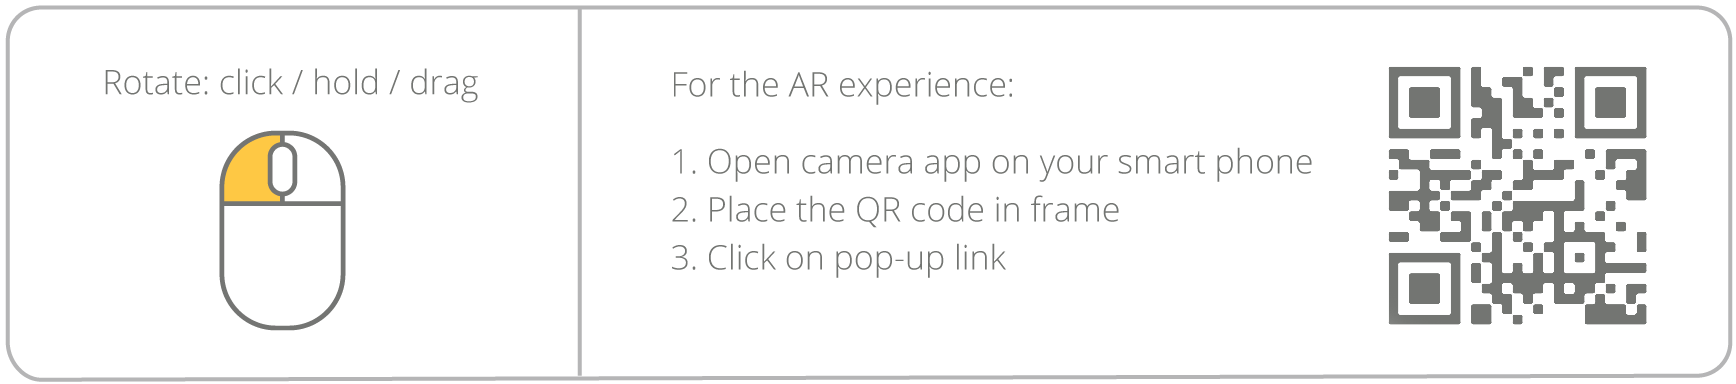 Rotate: click / hold / drag
For the AR experience:
1. Open camera app on your smart phone
2. Place the QR code in frame
3. Click on pop-up link